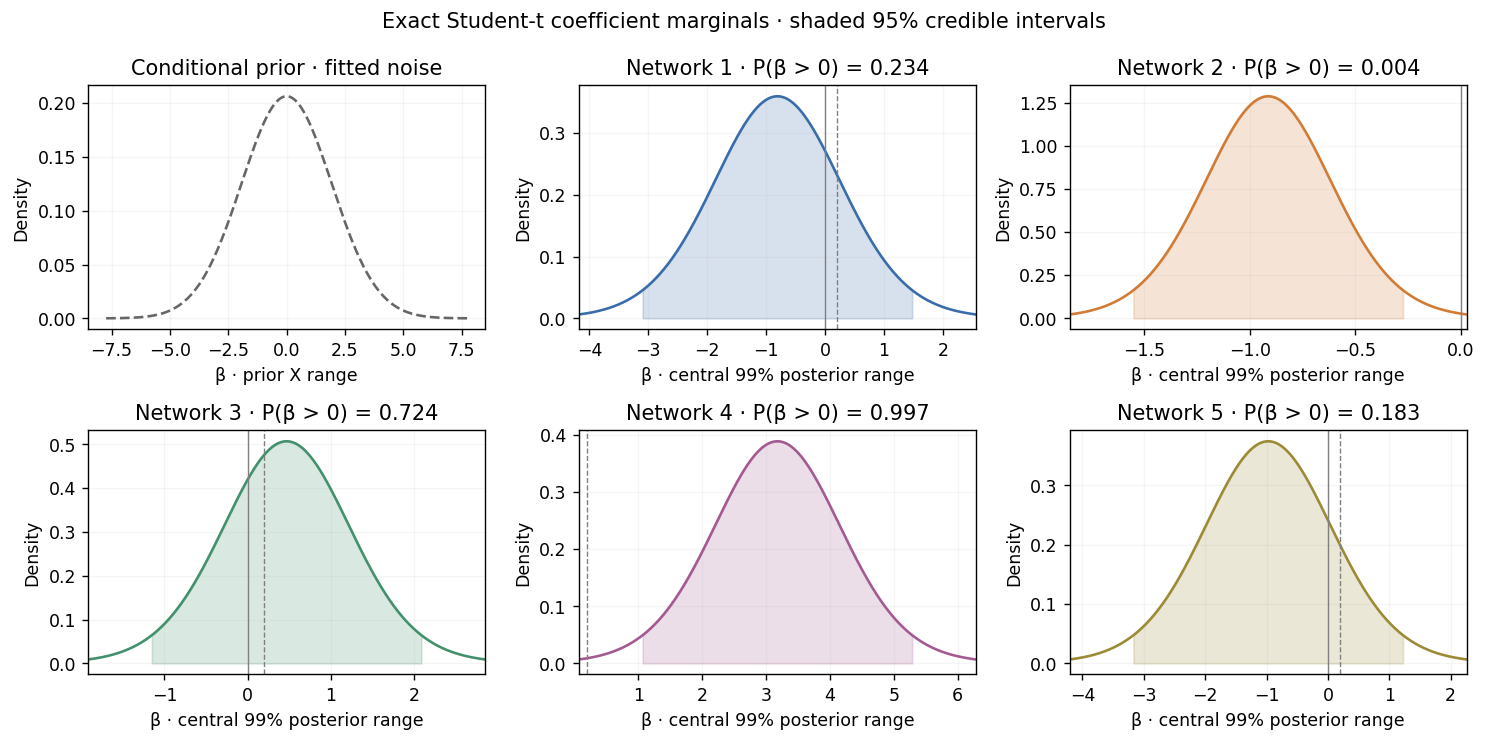 Exact Student-t coefficient marginals · shaded 95% credible intervals
Conditional prior · fitted noise
Density
0.20
0.15
0.10
0.05
0.00
−7.5 −5.0 −2.5 0.0 2.5 5.0 7.5
β · prior X range
Network 1 · P(β > 0) = 0.234
Density
0.3
0.2
0.1
0.0
−4 −3 −2 −1 0 1 2
β · central 99% posterior range
Network 2 · P(β > 0) = 0.004
Density
1.25
1.00
0.75
0.50
0.25
0.00
−1.5 −1.0 −0.5 0.0
β · central 99% posterior range
Network 3 · P(β > 0) = 0.724
Density
0.5
0.4
0.3
0.2
0.1
0.0
−1 0 1 2
β · central 99% posterior range
Network 4 · P(β > 0) = 0.997
Density
0.4
0.3
0.2
0.1
0.0
1 2 3 4 5 6
β · central 99% posterior range
Network 5 · P(β > 0) = 0.183
Density
0.3
0.2
0.1
0.0
−4 −3 −2 −1 0 1 2
β · central 99% posterior range